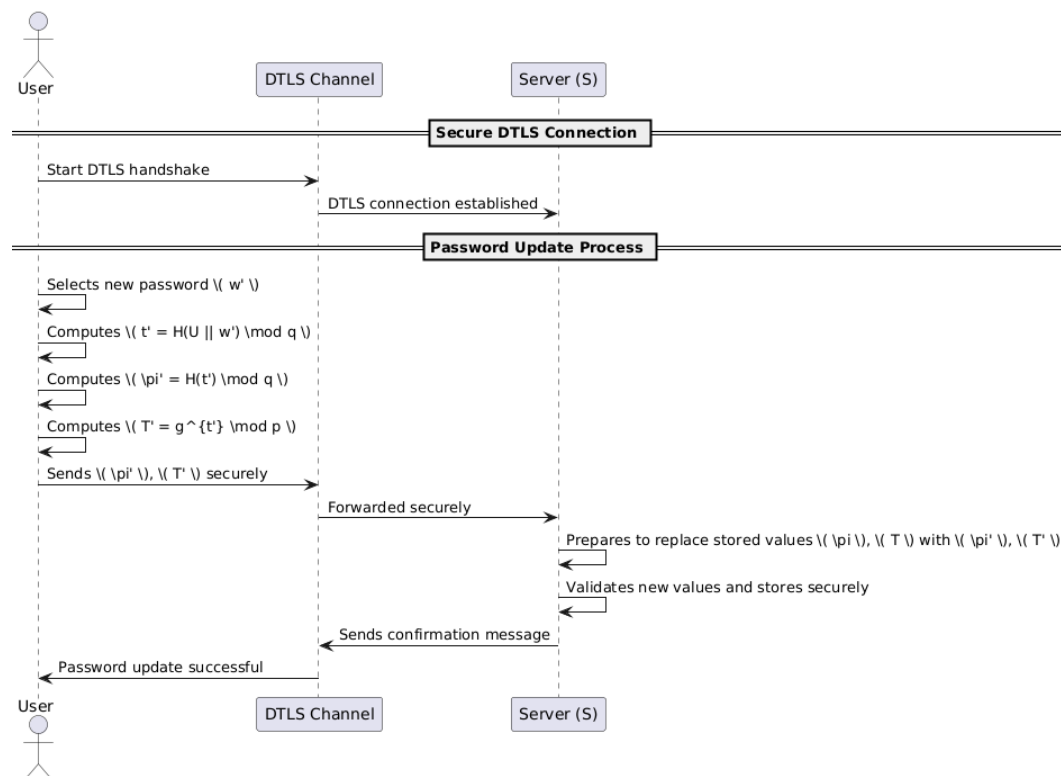 User
DTLS Channel
Server (S)
Secure DTLS Connection
Start DTLS handshake
DTLS connection established
Password Update Process
Selects new password \( w' \)
Computes \( t' = H(U || w') \mod q \)
Computes \( \pi' = H(t') \mod q \)
Computes \( T' = g^{t'} \mod p \)
Sends \( \pi' \), \( T' \) securely
Forwarded securely
Prepares to replace stored values \( \pi \), \( T \) with \( \pi' \), \( T' \)
Validates new values and stores securely
Sends confirmation message
Password update successful
User
DTLS Channel
Server (S)